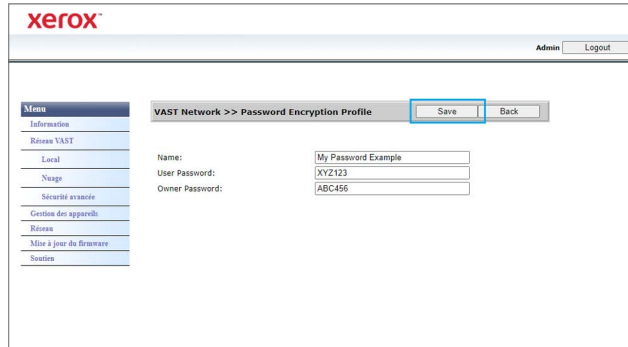 xerox™
Admin Logout
Menu
Information
Réseau VAST
Local
Nuage
Sécurité avancée
Gestion des appareils
Réseau
Mise à jour du firmware
Soutien
VAST Network >> Password Encryption Profile Save Back
Name: My Password Example
User Password: XYZ123
Owner Password: ABC456